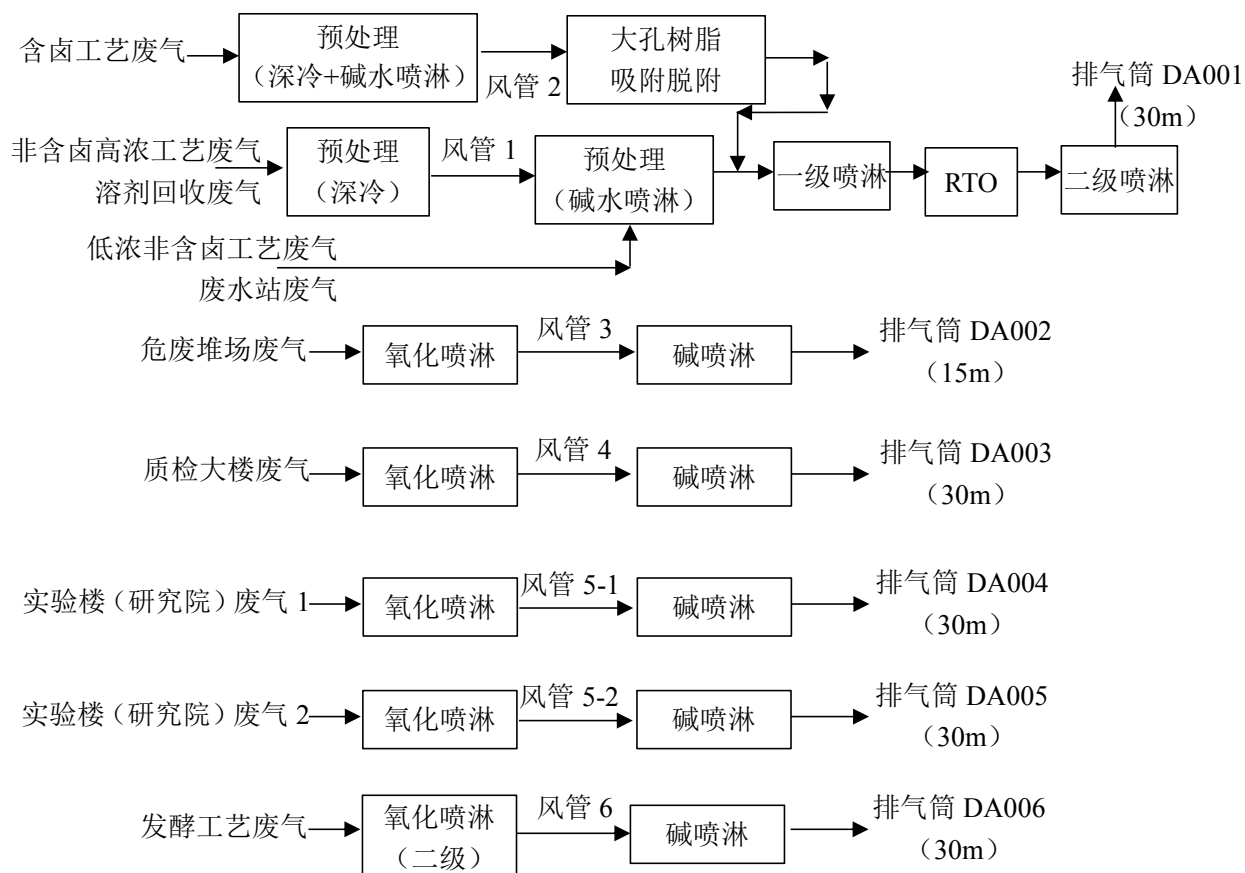 含卤工艺废气
预处理
（深冷+碱水喷淋）
风管 2
大孔树脂
吸附脱附
排气筒 DA001
（30m）
非含卤高浓工艺废气
溶剂回收废气
预处理
（深冷）
风管 1
预处理
（碱水喷淋）
一级喷淋
RTO
二级喷淋
低浓非含卤工艺废气
废水站废气
危废堆场废气
氧化喷淋
风管 3
碱喷淋
排气筒 DA002
（15m）
质检大楼废气
氧化喷淋
风管 4
碱喷淋
排气筒 DA003
（30m）
实验楼（研究院）废气 1
氧化喷淋
风管 5-1
碱喷淋
排气筒 DA004
（30m）
实验楼（研究院）废气 2
氧化喷淋
风管 5-2
碱喷淋
排气筒 DA005
（30m）
发酵工艺废气
氧化喷淋
（二级）
风管 6
碱喷淋
排气筒 DA006
（30m）